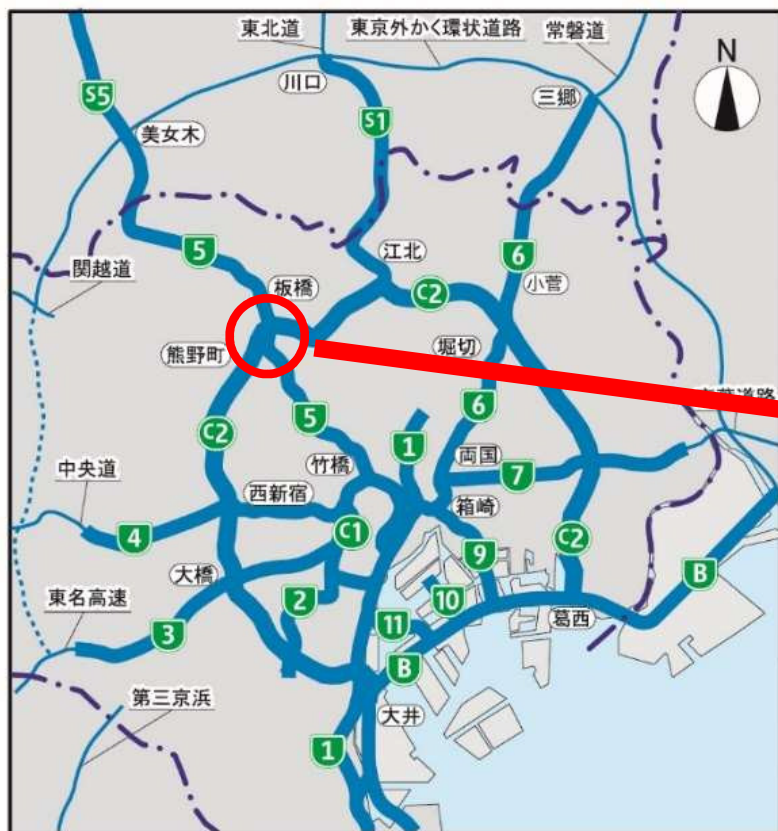 東北道
東京外かく環状道路
常磐道
川口
N
三郷
S5
S1
美女木
江北
6
小菅
5
関越道
板橋
C2
堀切
熊野町
5
6
C2
1
両国
竹橋
7
中央道
西新宿
箱崎
4
C1
9
C2
大橋
B
東名高速
2
10
3
11
葛西
B
第三京浜
大井
1